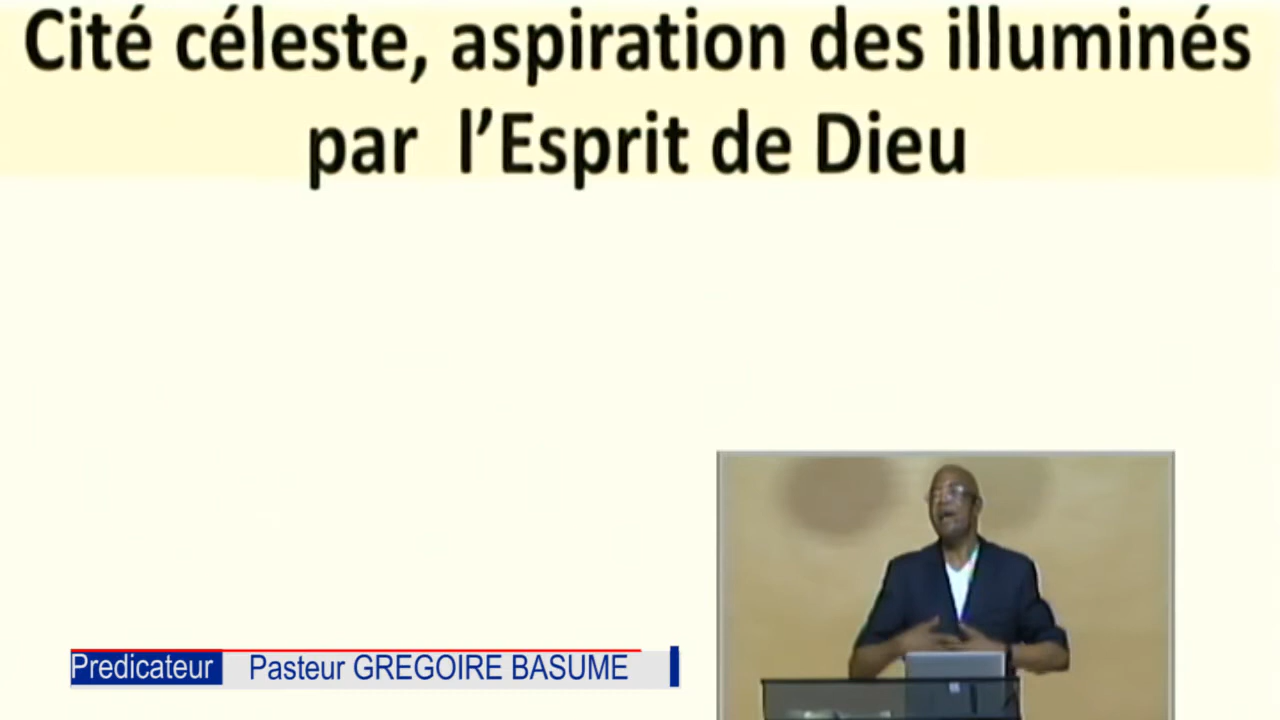 Cité céleste, aspiration des illuminés
par l’Esprit de Dieu
Predicateur Pasteur GREGOIRE BASUME